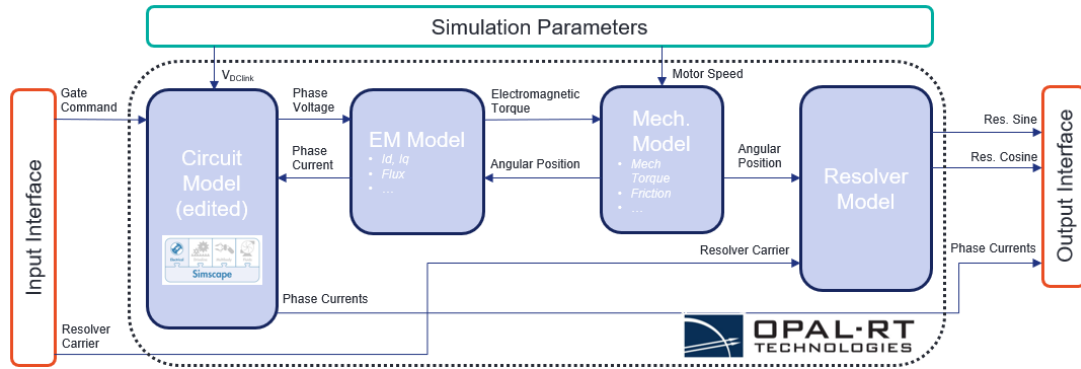 Simulation Parameters
V_DClink
Motor Speed
Input Interface
Gate
Command
Circuit
Model
(edited)
Simscape
Phase
Voltage
Phase
Current
EM Model
• Id, Iq
• Flux
• …
Electromagnetic
Torque
Angular Position
Mech.
Model
• Mech
Torque
• Friction
• …
Angular
Position
Resolver
Model
Res. Sine
Res. Cosine
Output Interface
Resolver Carrier
Phase Currents
Phase Currents
Resolver
Carrier
OPAL-RT
TECHNOLOGIES